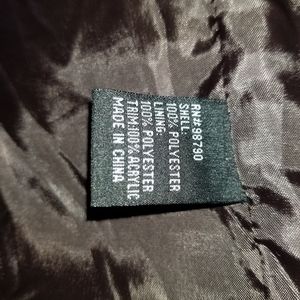 RN#98790
SHELL:
100% POLYESTER
LINING:
100% POLYESTER
TRIM:100% ACRYLIC
MADE IN CHINA